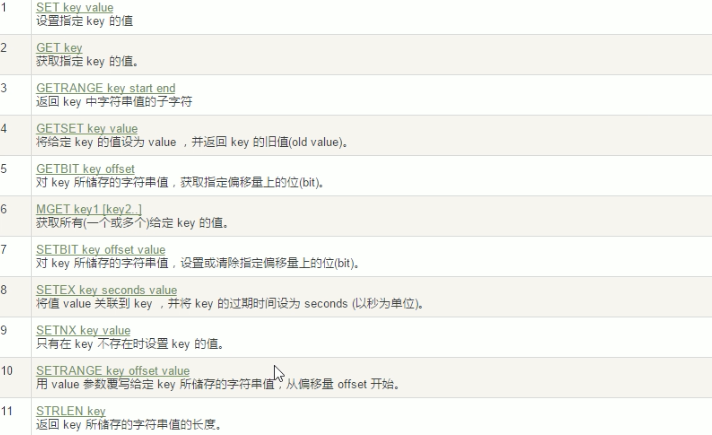 1
SET key value
设置指定 key 的值
2
GET key
获取指定 key 的值。
3
GETRANGE key start end
返回 key 中字符串值的子字符
4
GETSET key value
将给定 key 的值设为 value ，并返回 key 的旧值(old value)。
5
GETBIT key offset
对 key 所储存的字符串值，获取指定偏移量上的位(bit)。
6
MGET key1 [key2..]
获取所有(一个或多个)给定 key 的值。
7
SETBIT key offset value
对 key 所储存的字符串值，设置或清除指定偏移量上的位(bit)。
8
SETEX key seconds value
将值 value 关联到 key ，并将 key 的过期时间设为 seconds (以秒为单位)。
9
SETNX key value
只有在 key 不存在时设置 key 的值。
10
SETRANGE key offset value
用 value 参数覆写给定 key 所储存的字符串值，从偏移量 offset 开始。
11
STRLEN key
返回 key 所储存的字符串值的长度。